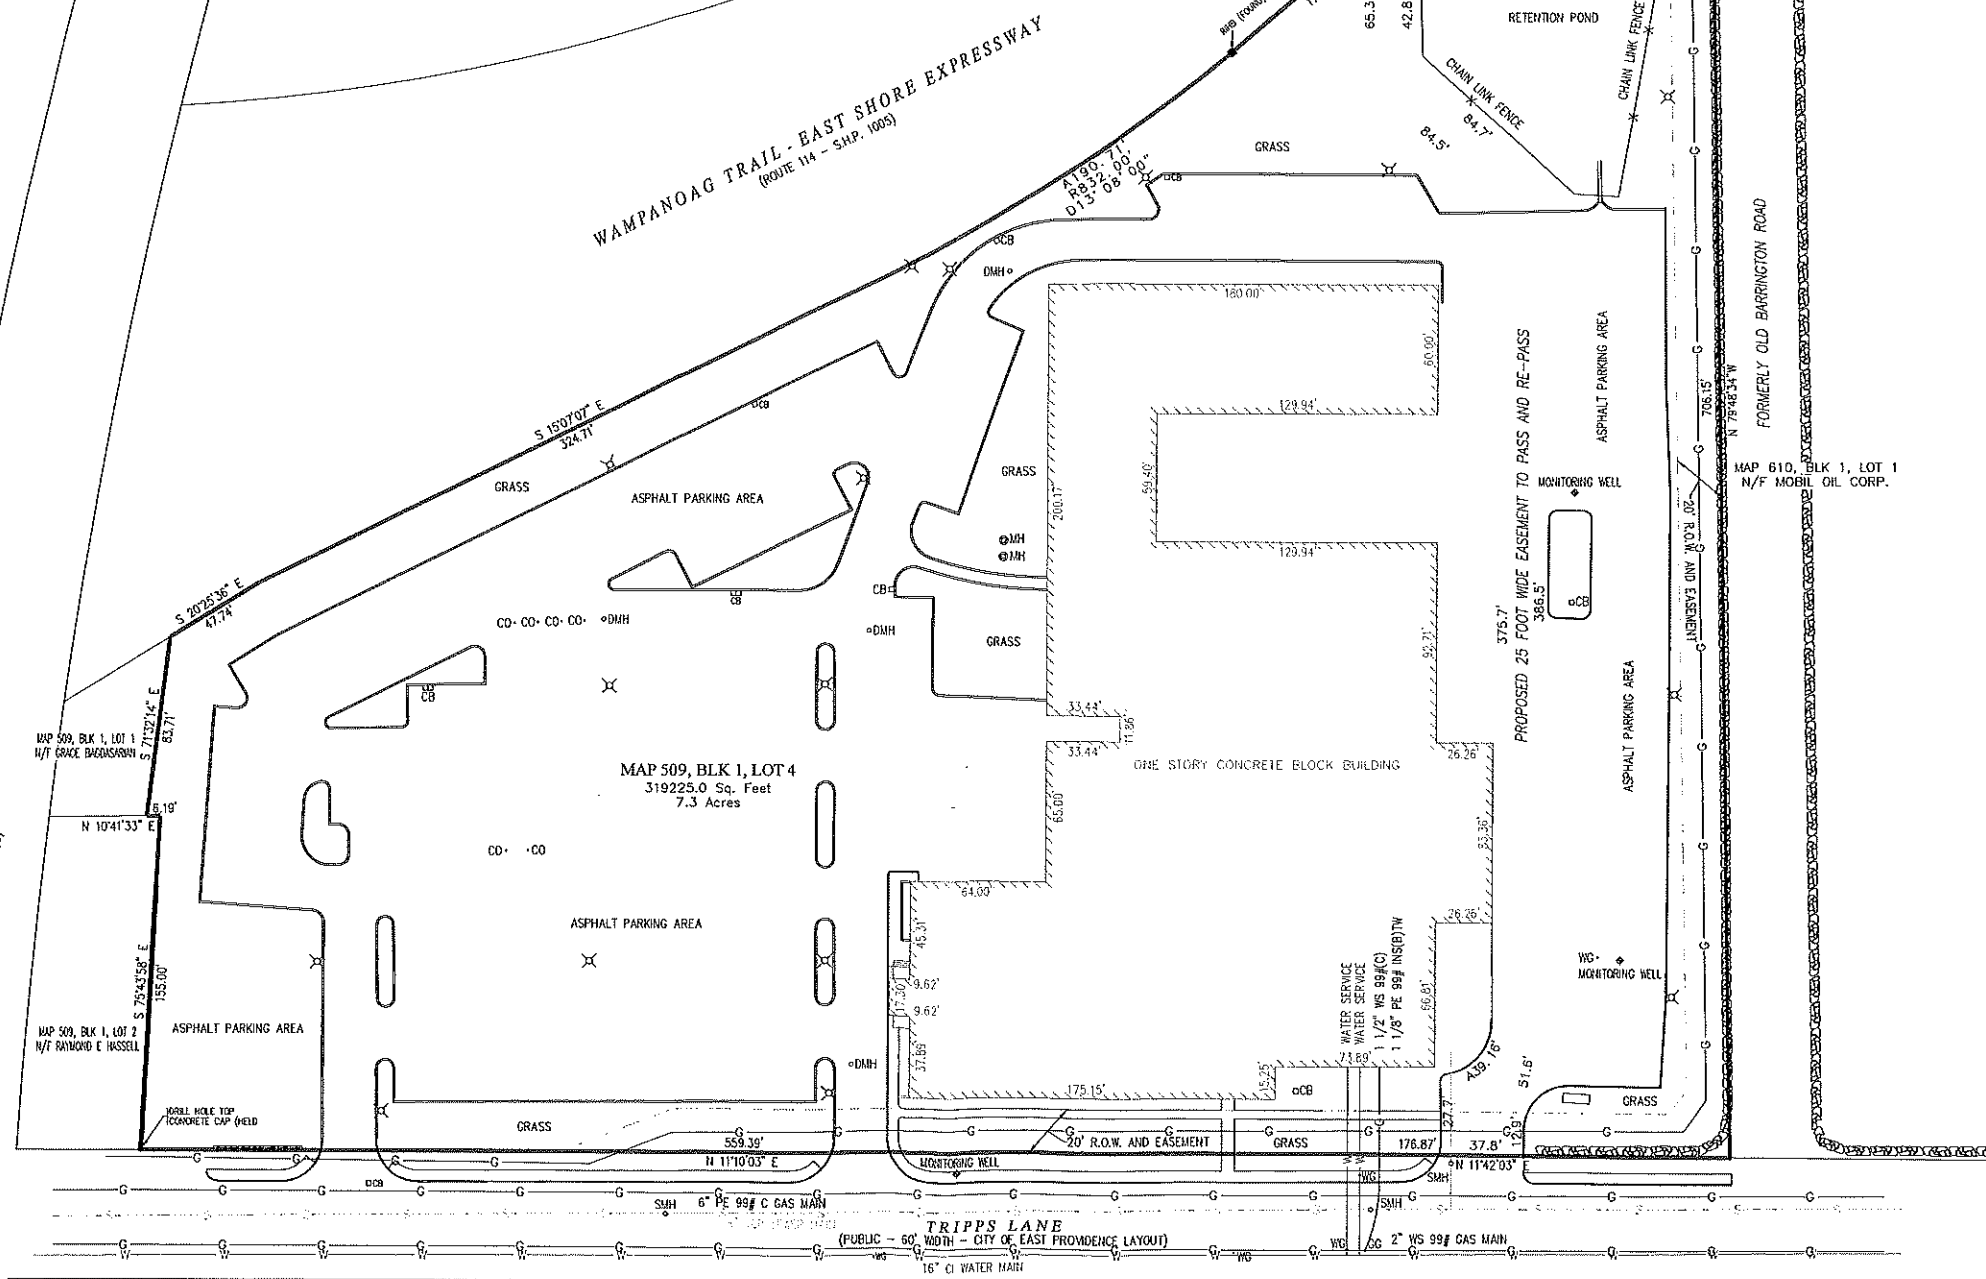 RETENTION POND
CHAIN LINK FENCE
CHAIN LINK FENCE
84.7'
84.5'
65.3
42.8
WAMPANOAG TRAIL - EAST SHORE EXPRESSWAY
(ROUTE 114 - S.H.P. 1005)
A190.71'
R832.00'
D13° 08' 00"
GRASS
CB
CB
DMH
180.00'
60.00'
129.94'
59.40'
129.94'
200.17'
FORMERLY OLD BARRINGTON ROAD
706.15'
N 79°48'34"W
MAP 610, BLK 1, LOT 1
N/F MOBIL OIL CORP.
20' R.O.W. AND EASEMENT
ASPHALT PARKING AREA
PROPOSED 25 FOOT WIDE EASEMENT TO PASS AND RE-PASS
375.7'
386.5'
MONITORING WELL
CB
S 15°07'07" E
324.71'
CB
GRASS
ASPHALT PARKING AREA
GRASS
MH
MH
CB
CB
DMH
GRASS
S 20°25'36" E
47.74'
CO CO CO CO DMH
CB
33.44'
11.86'
33.44'
26.26'
ONE STORY CONCRETE BLOCK BUILDING
ASPHALT PARKING AREA
S 71°32'14" E
83.71'
MAP 509, BLK 1, LOT 1
N/F GRACE BAGDASARIAN
MAP 509, BLK 1, LOT 4
319225.0 Sq. Feet
7.3 Acres
65.00'
6.19'
N 10°41'33" E
CO CO
64.00'
26.26'
ASPHALT PARKING AREA
45.31'
9.62'
17.30'
9.62'
37.89'
WATER SERVICE
WATER SERVICE
1 1/2" WS 99#(C)
1 1/8" PE 99# INS(B)TW
66.81'
WG
MONITORING WELL
S 75°43'58" E
155.00'
MAP 509, BLK 1, LOT 2
N/F RAYMOND E HASSELL
ASPHALT PARKING AREA
DMH
73.89'
175.15'
15.25'
CB
A39.16'
51.6'
GRASS
DRILL HOLE TOP
CONCRETE CAP (HELD
GRASS
559.39'
N 11°10'03" E
20' R.O.W. AND EASEMENT
GRASS
176.87'
27.7'
37.8'
12.9'
N 11°42'03" E
MONITORING WELL
CB
WG
SMH
SMH
SMH
6" PE 99# C GAS MAIN
TRIPPS LANE
(PUBLIC - 60' WIDTH - CITY OF EAST PROVIDENCE LAYOUT)
WG GG 2" WS 99# GAS MAIN
WG
WG
16" CI WATER MAIN